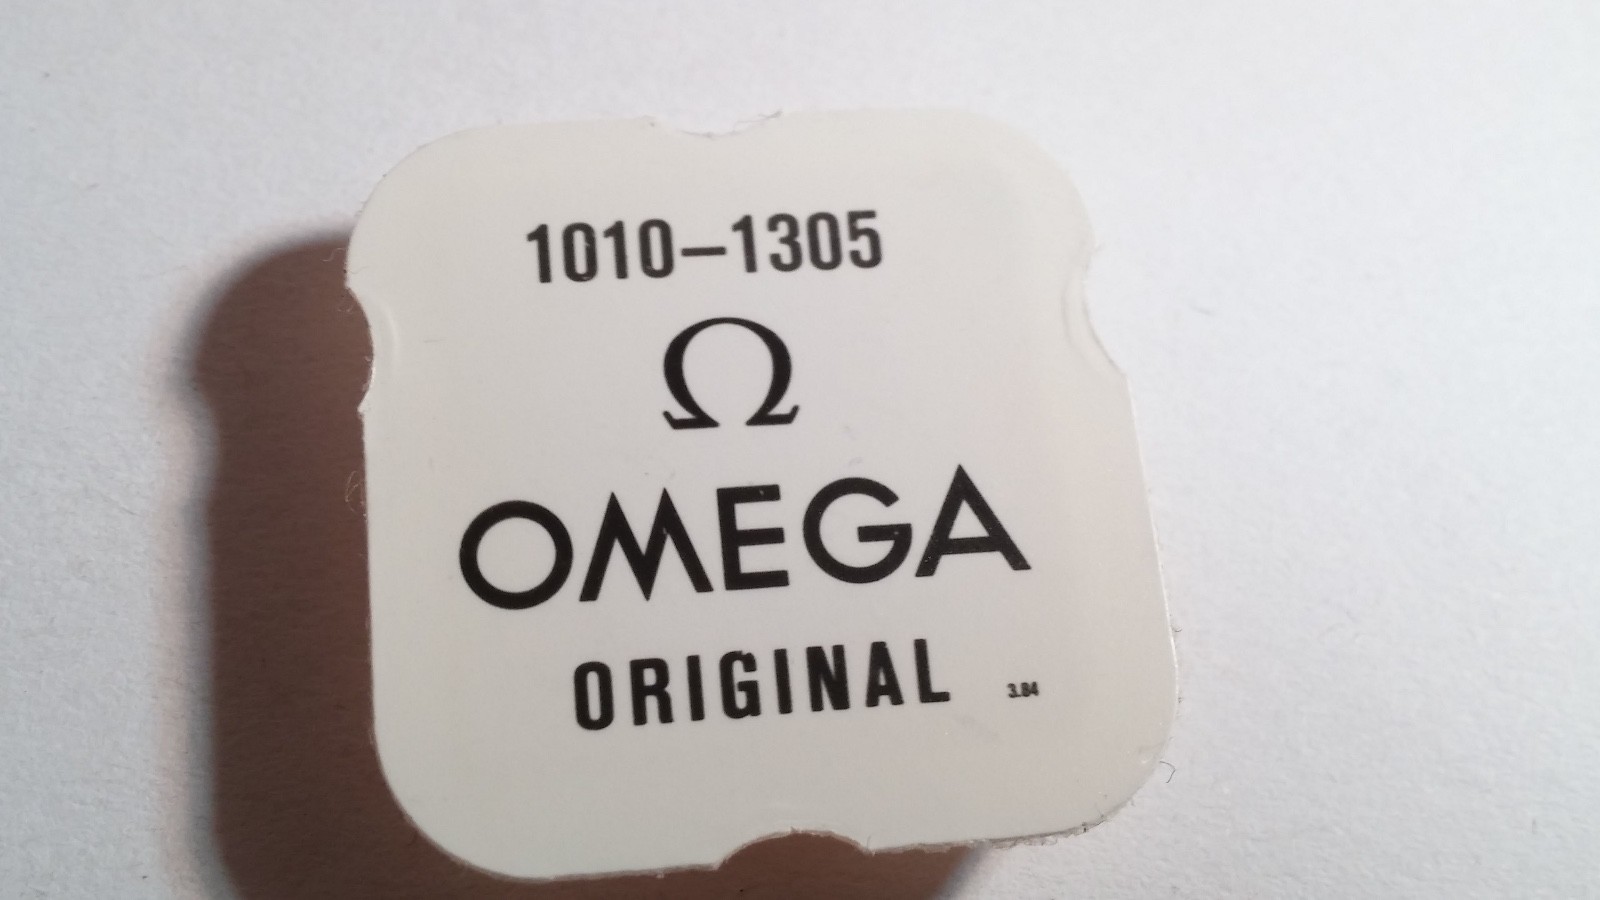 1010–1305
Ω
OMEGA
ORIGINAL 3.84